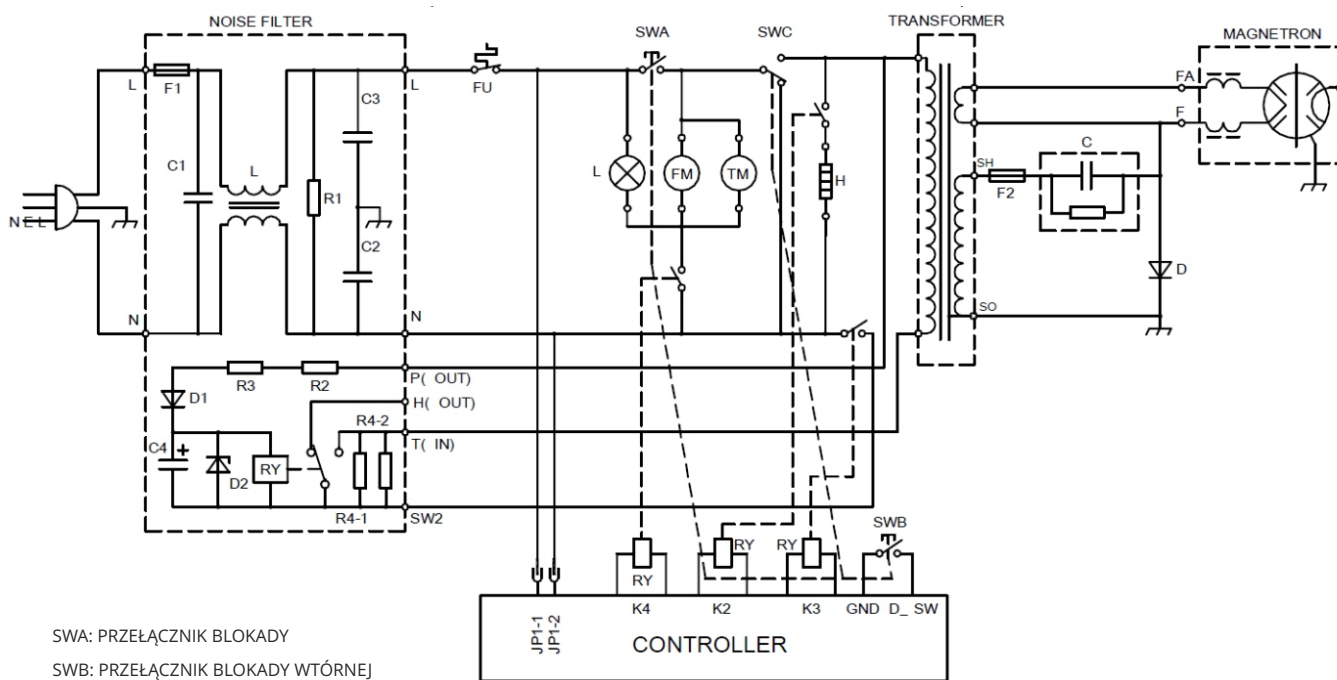 NOISE FILTER
SWA
SWC
TRANSFORMER
MAGNETRON
L
F1
L
FU
FA
F
C3
C1
L
R1
C2
L
FM
TM
H
SH
F2
C
D
SO
N E L
N
N
R3
R2
P( OUT)
D1
H( OUT)
R4-2
T( IN)
C4
+
RY
D2
R4-1
SW2
SWB
RY
RY
RY
K4
K2
K3
GND
D_ SW
JP1-1
JP1-2
CONTROLLER
SWA: PRZEŁĄCZNIK BLOKADY
SWB: PRZEŁĄCZNIK BLOKADY WTÓRNEJ